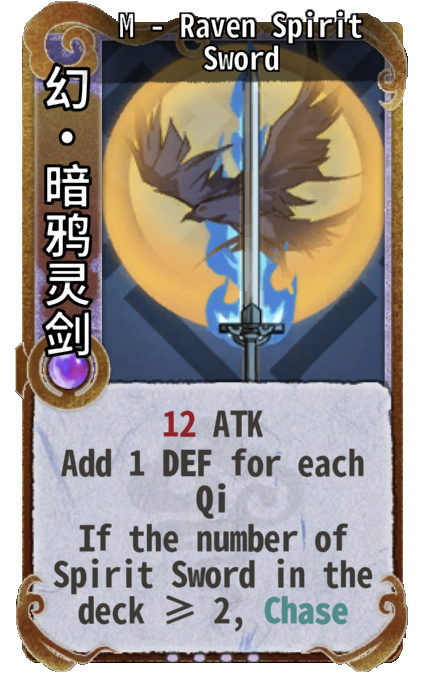 M - Raven Spirit
Sword
幻·暗鸦灵剑
12 ATK
Add 1 DEF for each
Qi
If the number of
Spirit Sword in the
deck ⩾ 2, Chase